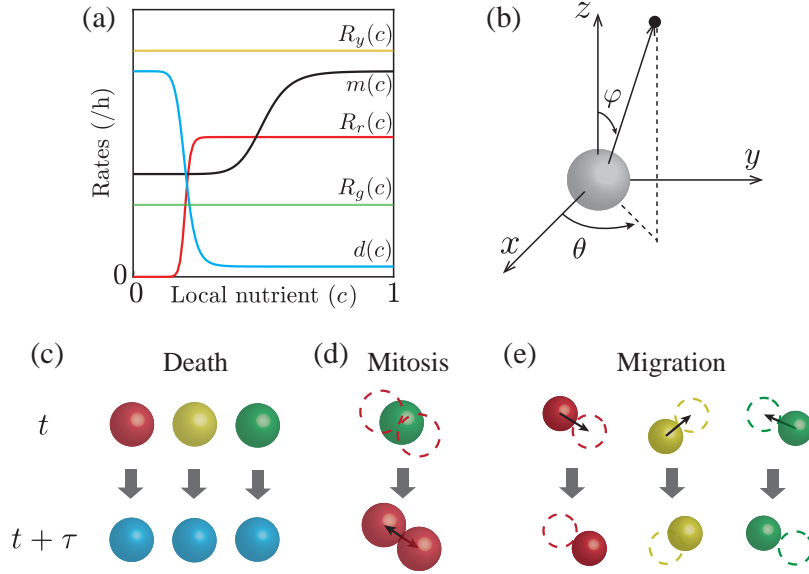 (a)
R_y(c)
m(c)
R_r(c)
R_g(c)
d(c)
Rates (/h)
0
0
Local nutrient (c)
1
(b)
z
φ
y
x
θ
(c)
Death
(d)
Mitosis
(e)
Migration
t
t + τ